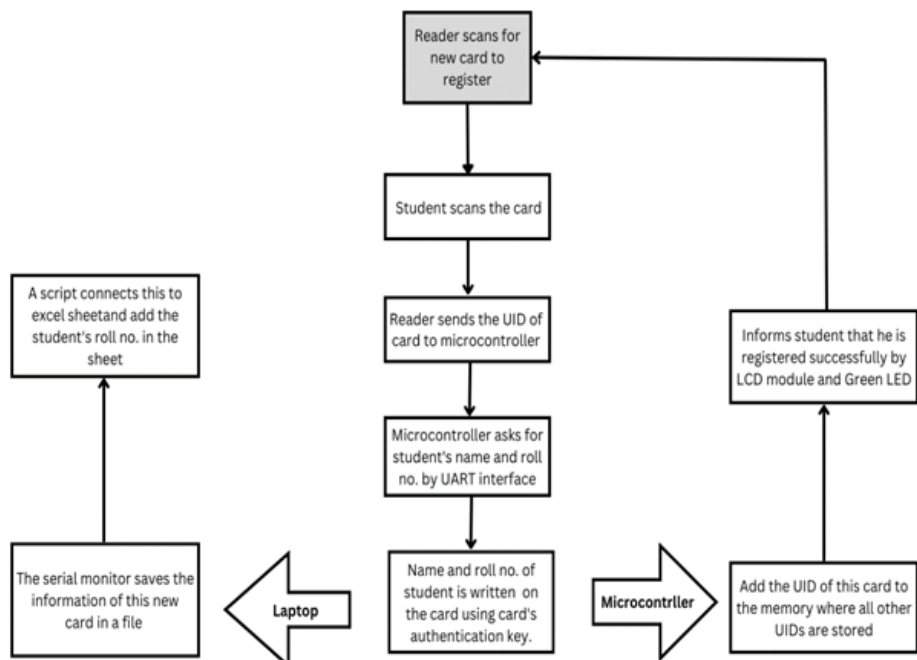 Reader scans for
new card to
register
Student scans the card
Reader sends the UID of
card to microcontroller
Microcontroller asks for
student's name and roll
no. by UART interface
Name and roll no. of
student is written on
the card using card's
authentication key.
Laptop
The serial monitor saves the
information of this new
card in a file
A script connects this to
excel sheetand add the
student's roll no. in the
sheet
Microcontrller
Add the UID of this card
to the memory where all
other UIDs are stored
Informs student that he is
registered successfully by
LCD module and Green LED